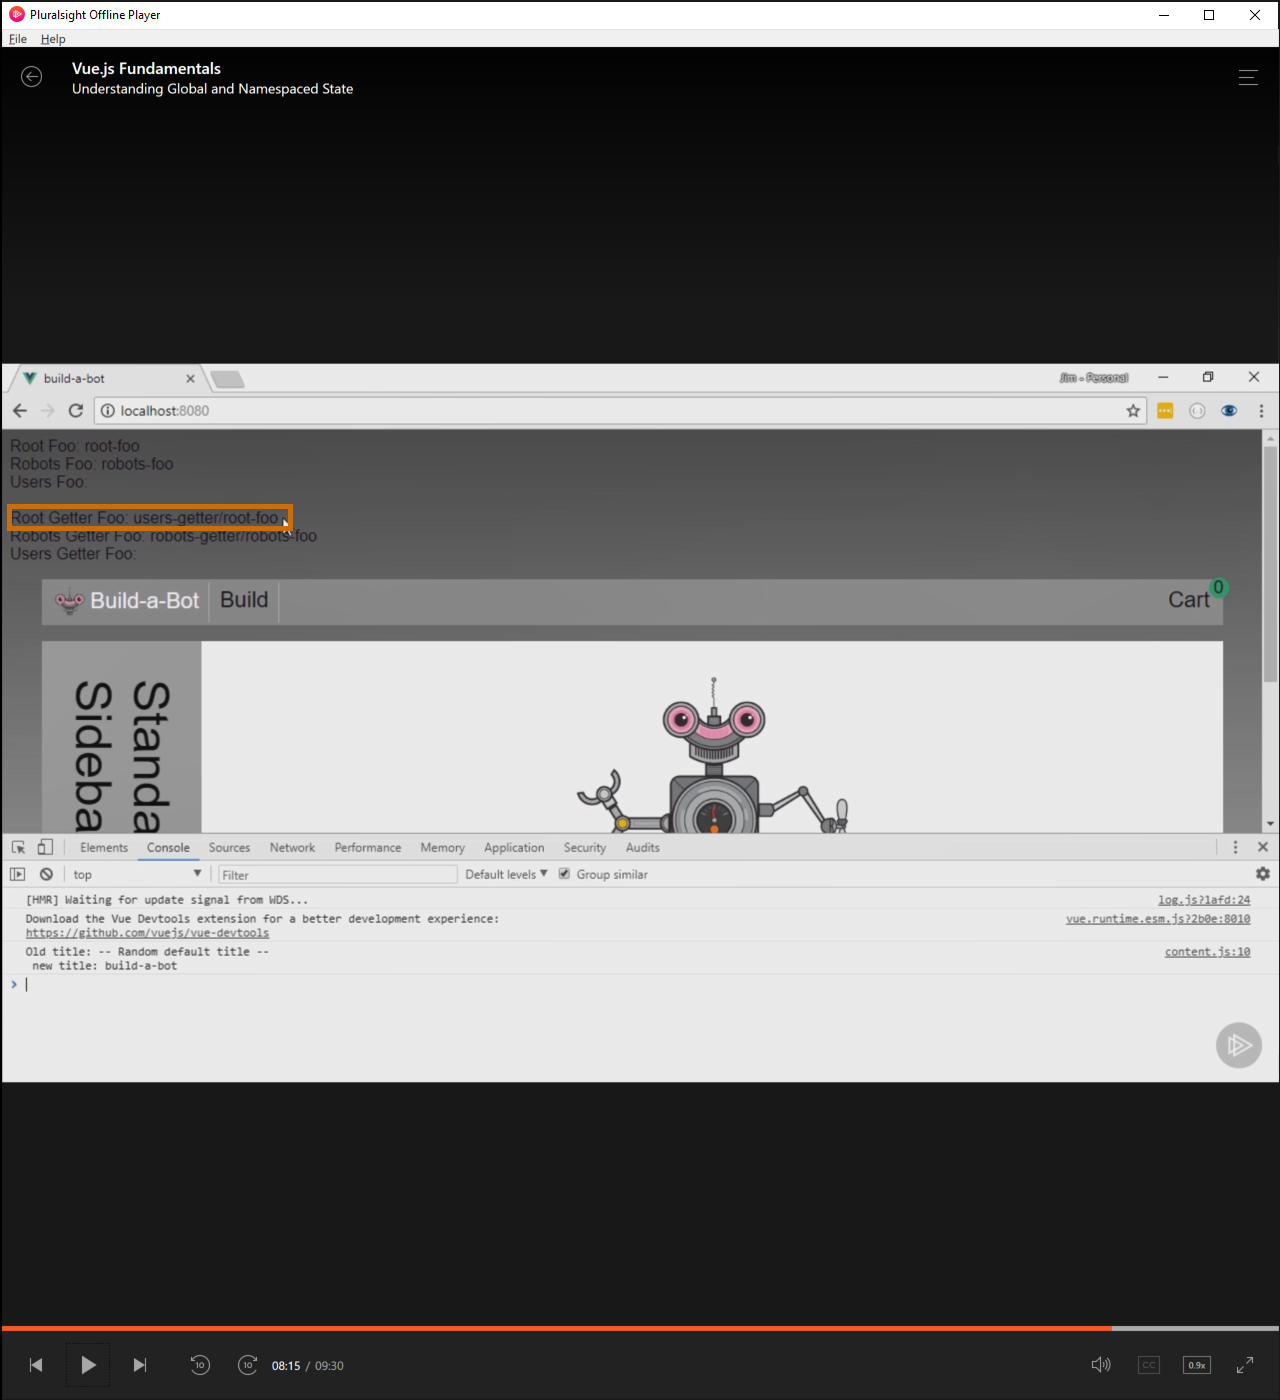 Pluralsight Offline Player
File Help
Vue.js Fundamentals
Understanding Global and Namespaced State
build-a-bot
Jim - Personal
localhost:8080
Root Foo: root-foo
Robots Foo: robots-foo
Users Foo:
Root Getter Foo: users-getter/root-foo
Robots Getter Foo: robots-getter/robots-foo
Users Getter Foo:
Build-a-Bot Build Cart 0
Standa
Sideba
Elements Console Sources Network Performance Memory Application Security Audits
top Filter Default levels Group similar
[HMR] Waiting for update signal from WDS... log.js?1afd:24
Download the Vue Devtools extension for a better development experience: vue.runtime.esm.js?2b0e:8010
https://github.com/vuejs/vue-devtools
Old title: -- Random default title -- content.js:10
new title: build-a-bot
10 10 08:15 / 09:30 CC 0.9x